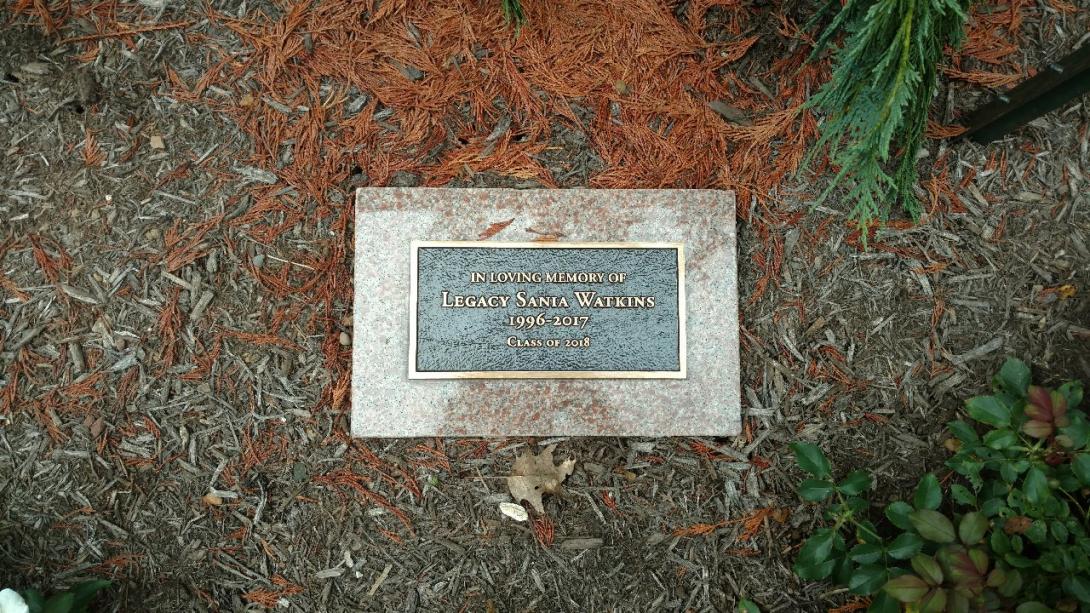 IN LOVING MEMORY OF
LEGACY SANIA WATKINS
1996-2017
CLASS OF 2018